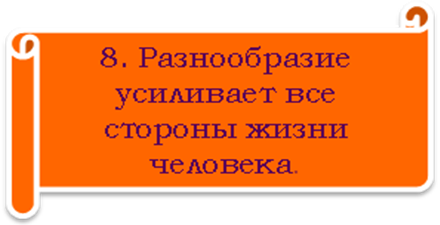 8. Разнообразие
усиливает все
стороны жизни
человека.